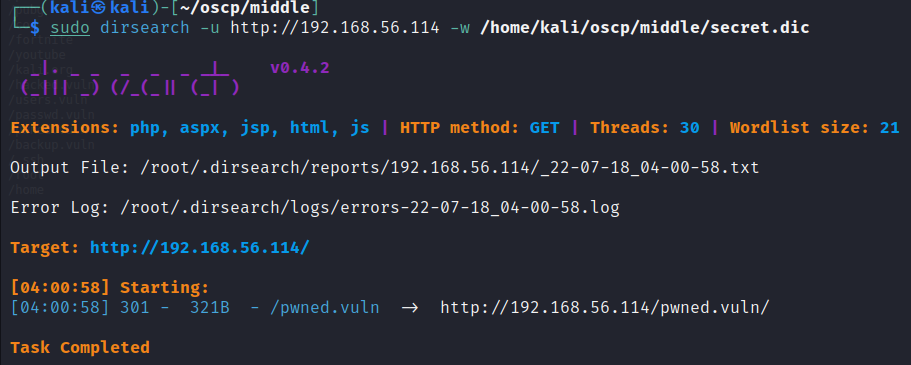 ┌──(kali㉿kali)-[~/oscp/middle]
└─$ sudo dirsearch -u http://192.168.56.114 -w /home/kali/oscp/middle/secret.dic
v0.4.2
Extensions: php, aspx, jsp, html, js | HTTP method: GET | Threads: 30 | Wordlist size: 21
Output File: /root/.dirsearch/reports/192.168.56.114/_22-07-18_04-00-58.txt
Error Log: /root/.dirsearch/logs/errors-22-07-18_04-00-58.log
Target: http://192.168.56.114/
[04:00:58] Starting:
[04:00:58] 301 - 321B - /pwned.vuln -> http://192.168.56.114/pwned.vuln/
Task Completed